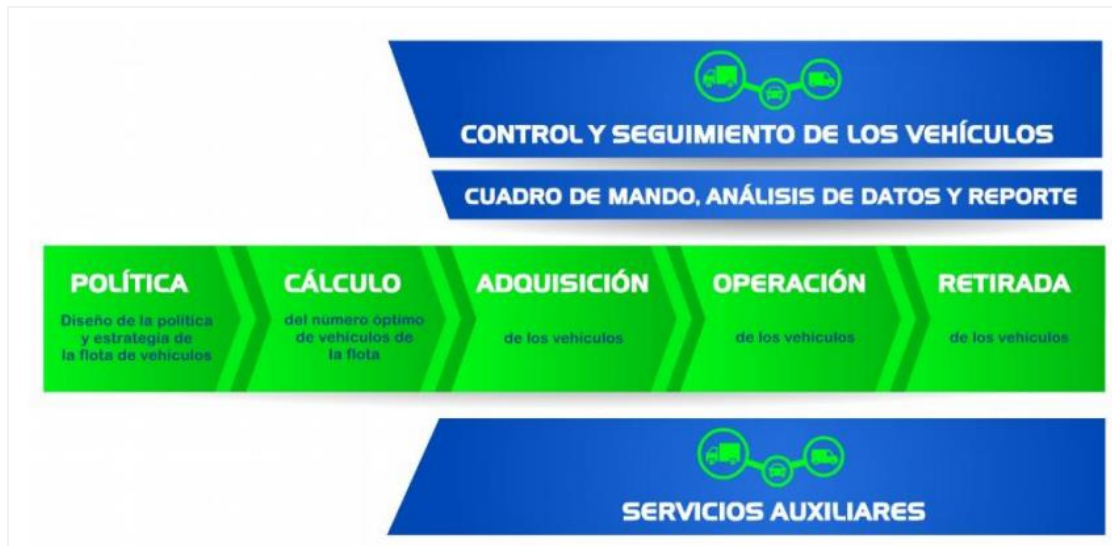 CONTROL Y SEGUIMIENTO DE LOS VEHÍCULOS
CUADRO DE MANDO, ANÁLISIS DE DATOS Y REPORTE
POLÍTICA
Diseño de la política
y estrategia de
la flota de vehículos
CÁLCULO
del número óptimo
de vehículos de
la flota
ADQUISICIÓN
de los vehículos
OPERACIÓN
de los vehículos
RETIRADA
de los vehículos
SERVICIOS AUXILIARES